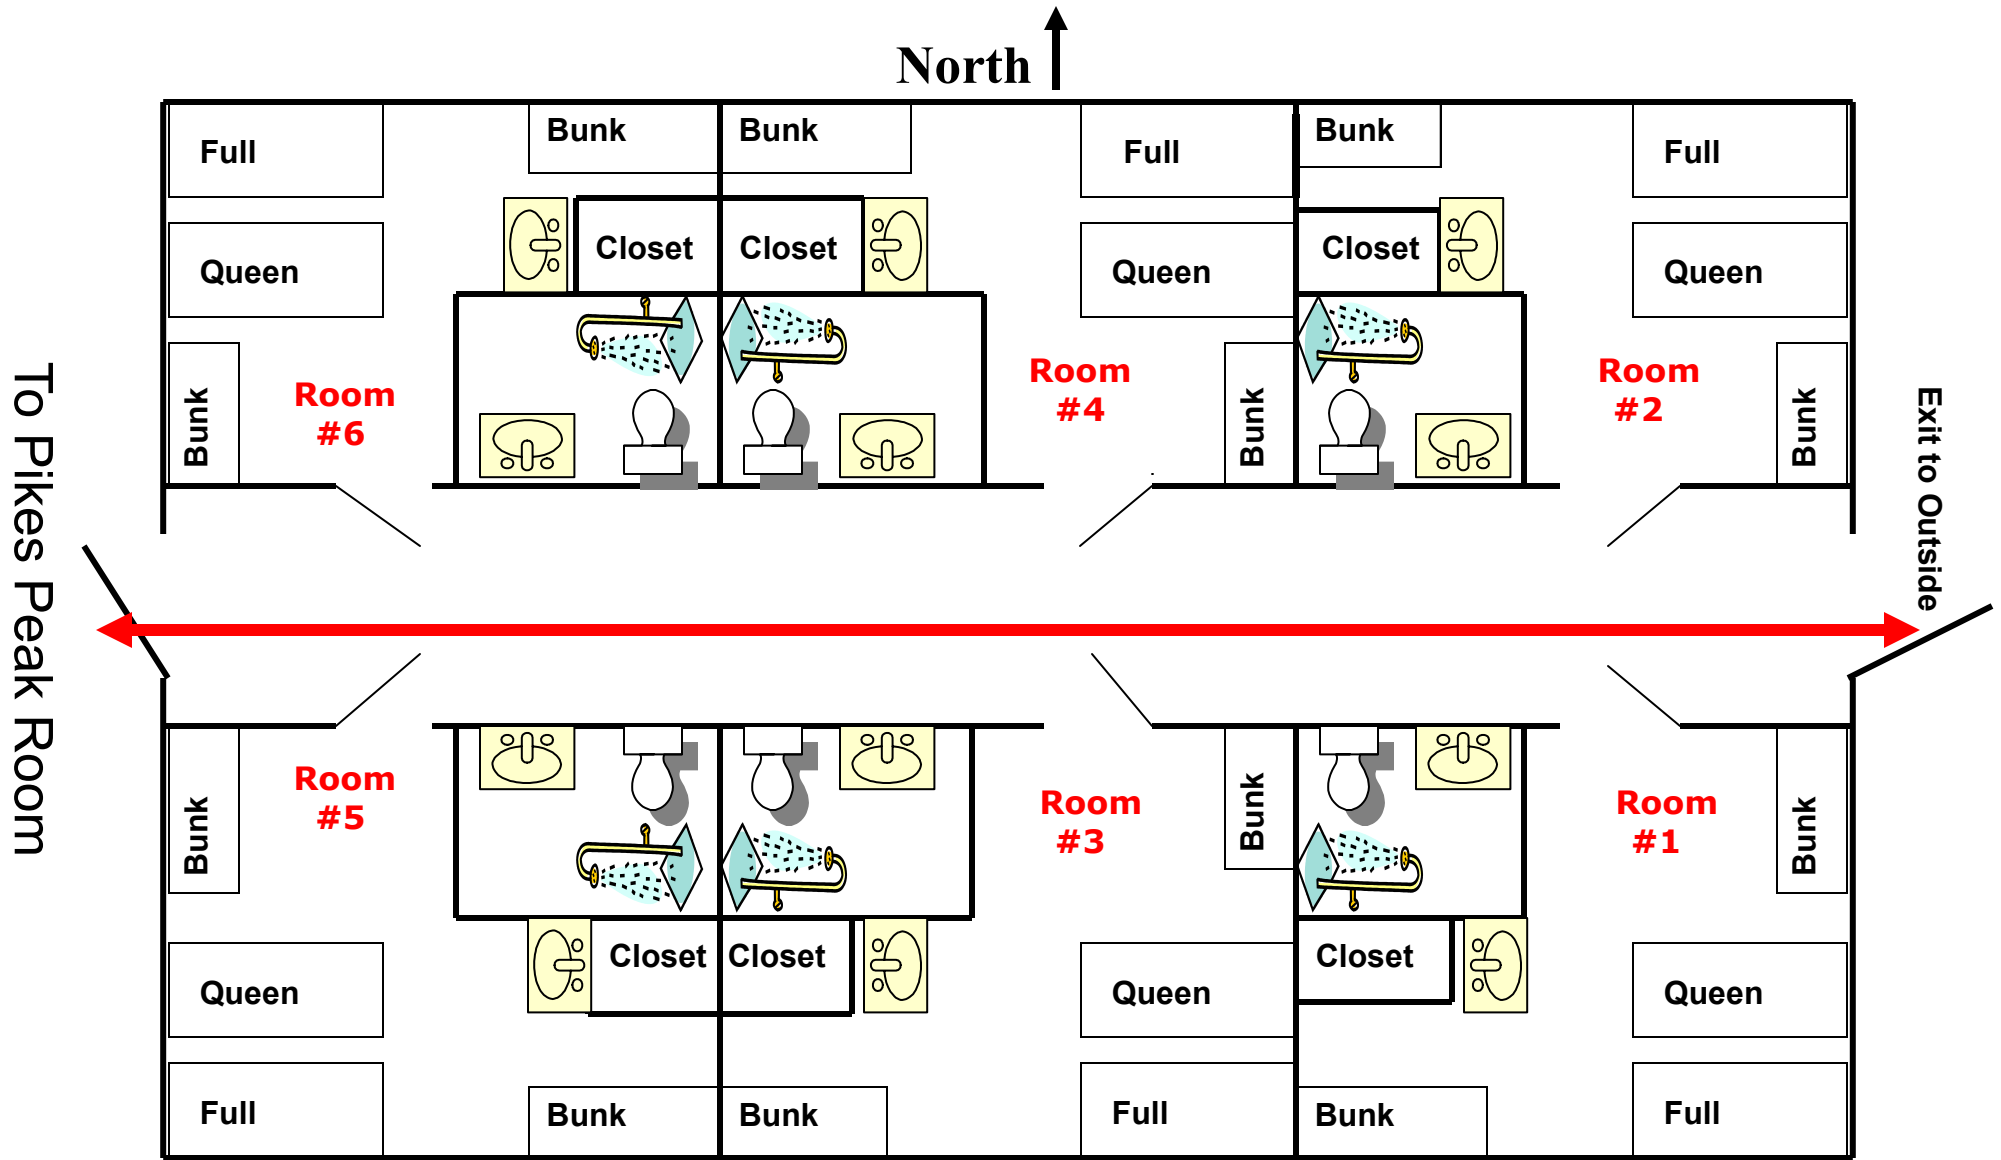 North
Full
Bunk
Bunk
Full
Bunk
Full
Queen
Closet
Closet
Queen
Closet
Queen
Bunk
Room
#6
Room
#4
Bunk
Room
#2
Bunk
To Pikes Peak Room
Exit to Outside
Bunk
Room
#5
Room
#3
Bunk
Room
#1
Bunk
Queen
Closet
Closet
Queen
Closet
Queen
Full
Bunk
Bunk
Full
Bunk
Full